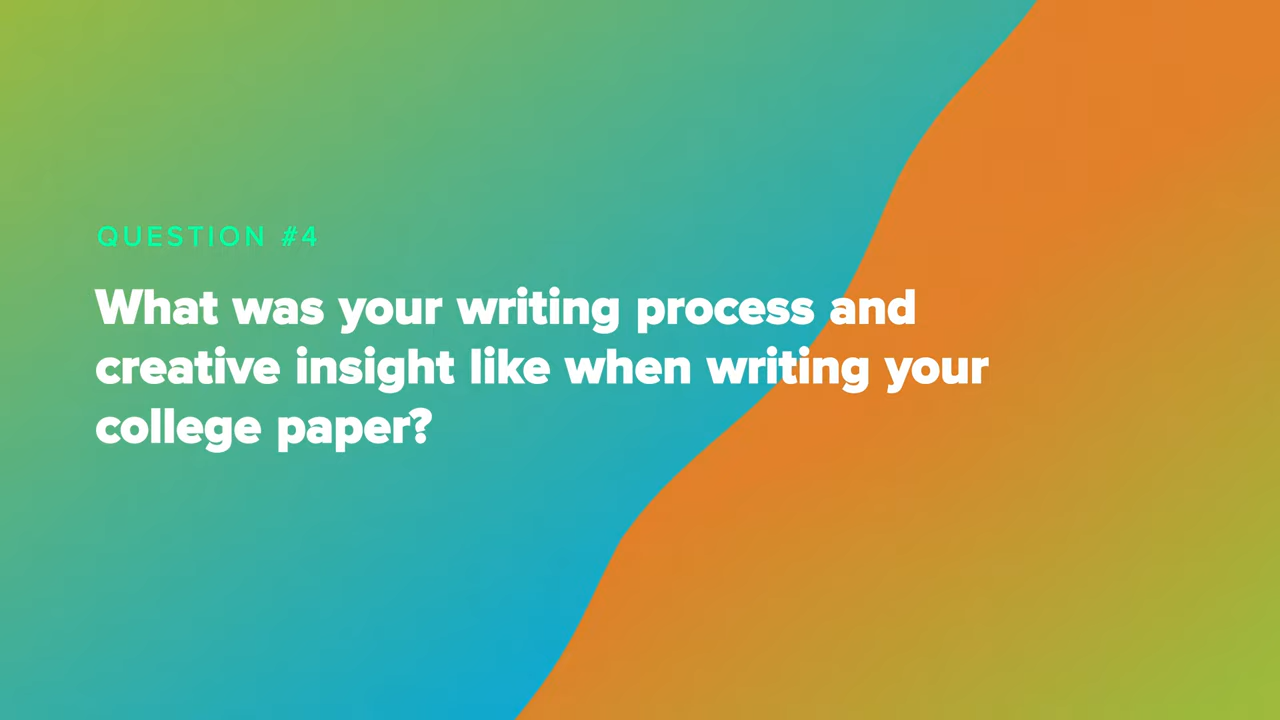 QUESTION #4
What was your writing process and
creative insight like when writing your
college paper?